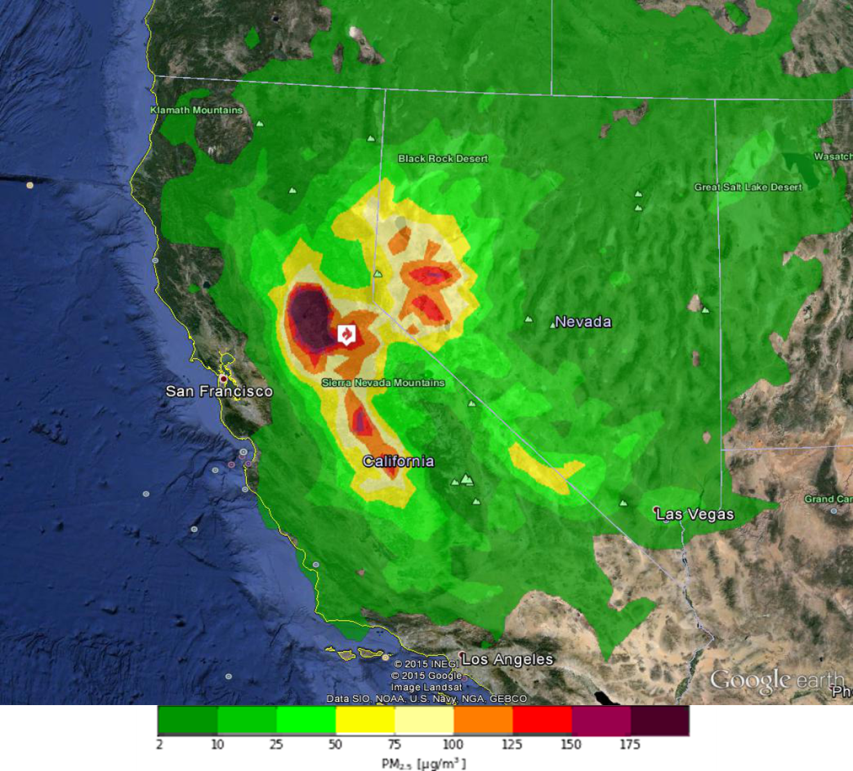 Klamath Mountains
Black Rock Desert
Wasatch
Great Salt Lake Desert
Nevada
San Francisco
Sierra Nevada Mountains
California
Las Vegas
Grand Can
Los Angeles
© 2015 INEGI
© 2015 Google
Image Landsat
Data SIO, NOAA, U.S. Navy, NGA, GEBCO
Google earth
Ph
2 10 25 50 75 100 125 150 175
PM₂.₅ [μg/m³]